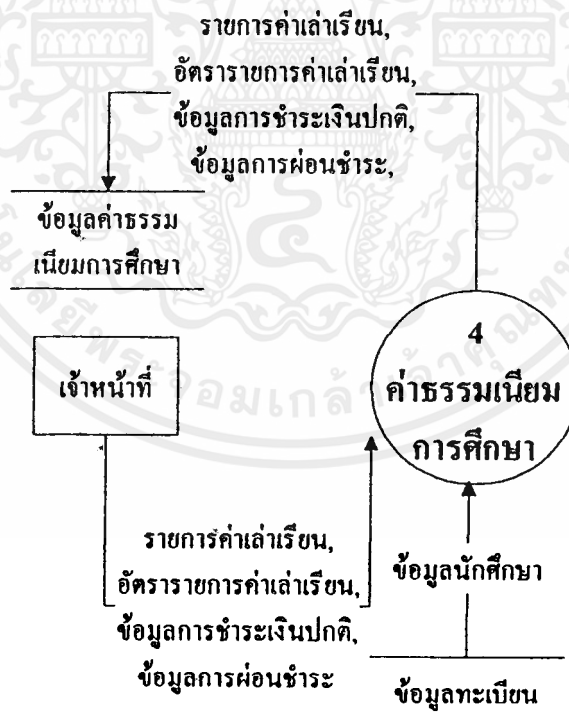 รายการค่าเล่าเรียน,
อัตรารายการค่าเล่าเรียน,
ข้อมูลการชำระเงินปกติ,
ข้อมูลการผ่อนชำระ,
ข้อมูลค่าธรรม
เนียมการศึกษา
4
ค่าธรรมเนียม
การศึกษา
เจ้าหน้าที่
รายการค่าเล่าเรียน,
อัตรารายการค่าเล่าเรียน,
ข้อมูลการชำระเงินปกติ,
ข้อมูลการผ่อนชำระ
ข้อมูลนักศึกษา
ข้อมูลทะเบียน